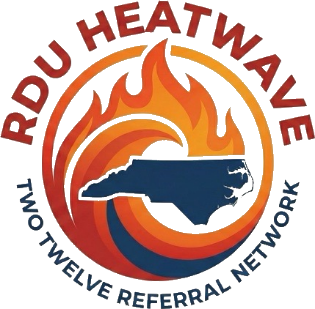 RDU HEATWAVE
TWO TWELVE REFERRAL NETWORK